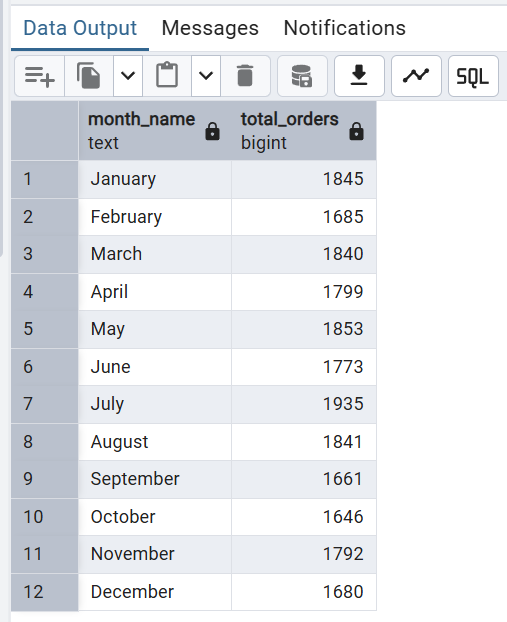 Data Output Messages Notifications
SQL
month_name total_orders
text bigint
1 January 1845
2 February 1685
3 March 1840
4 April 1799
5 May 1853
6 June 1773
7 July 1935
8 August 1841
9 September 1661
10 October 1646
11 November 1792
12 December 1680